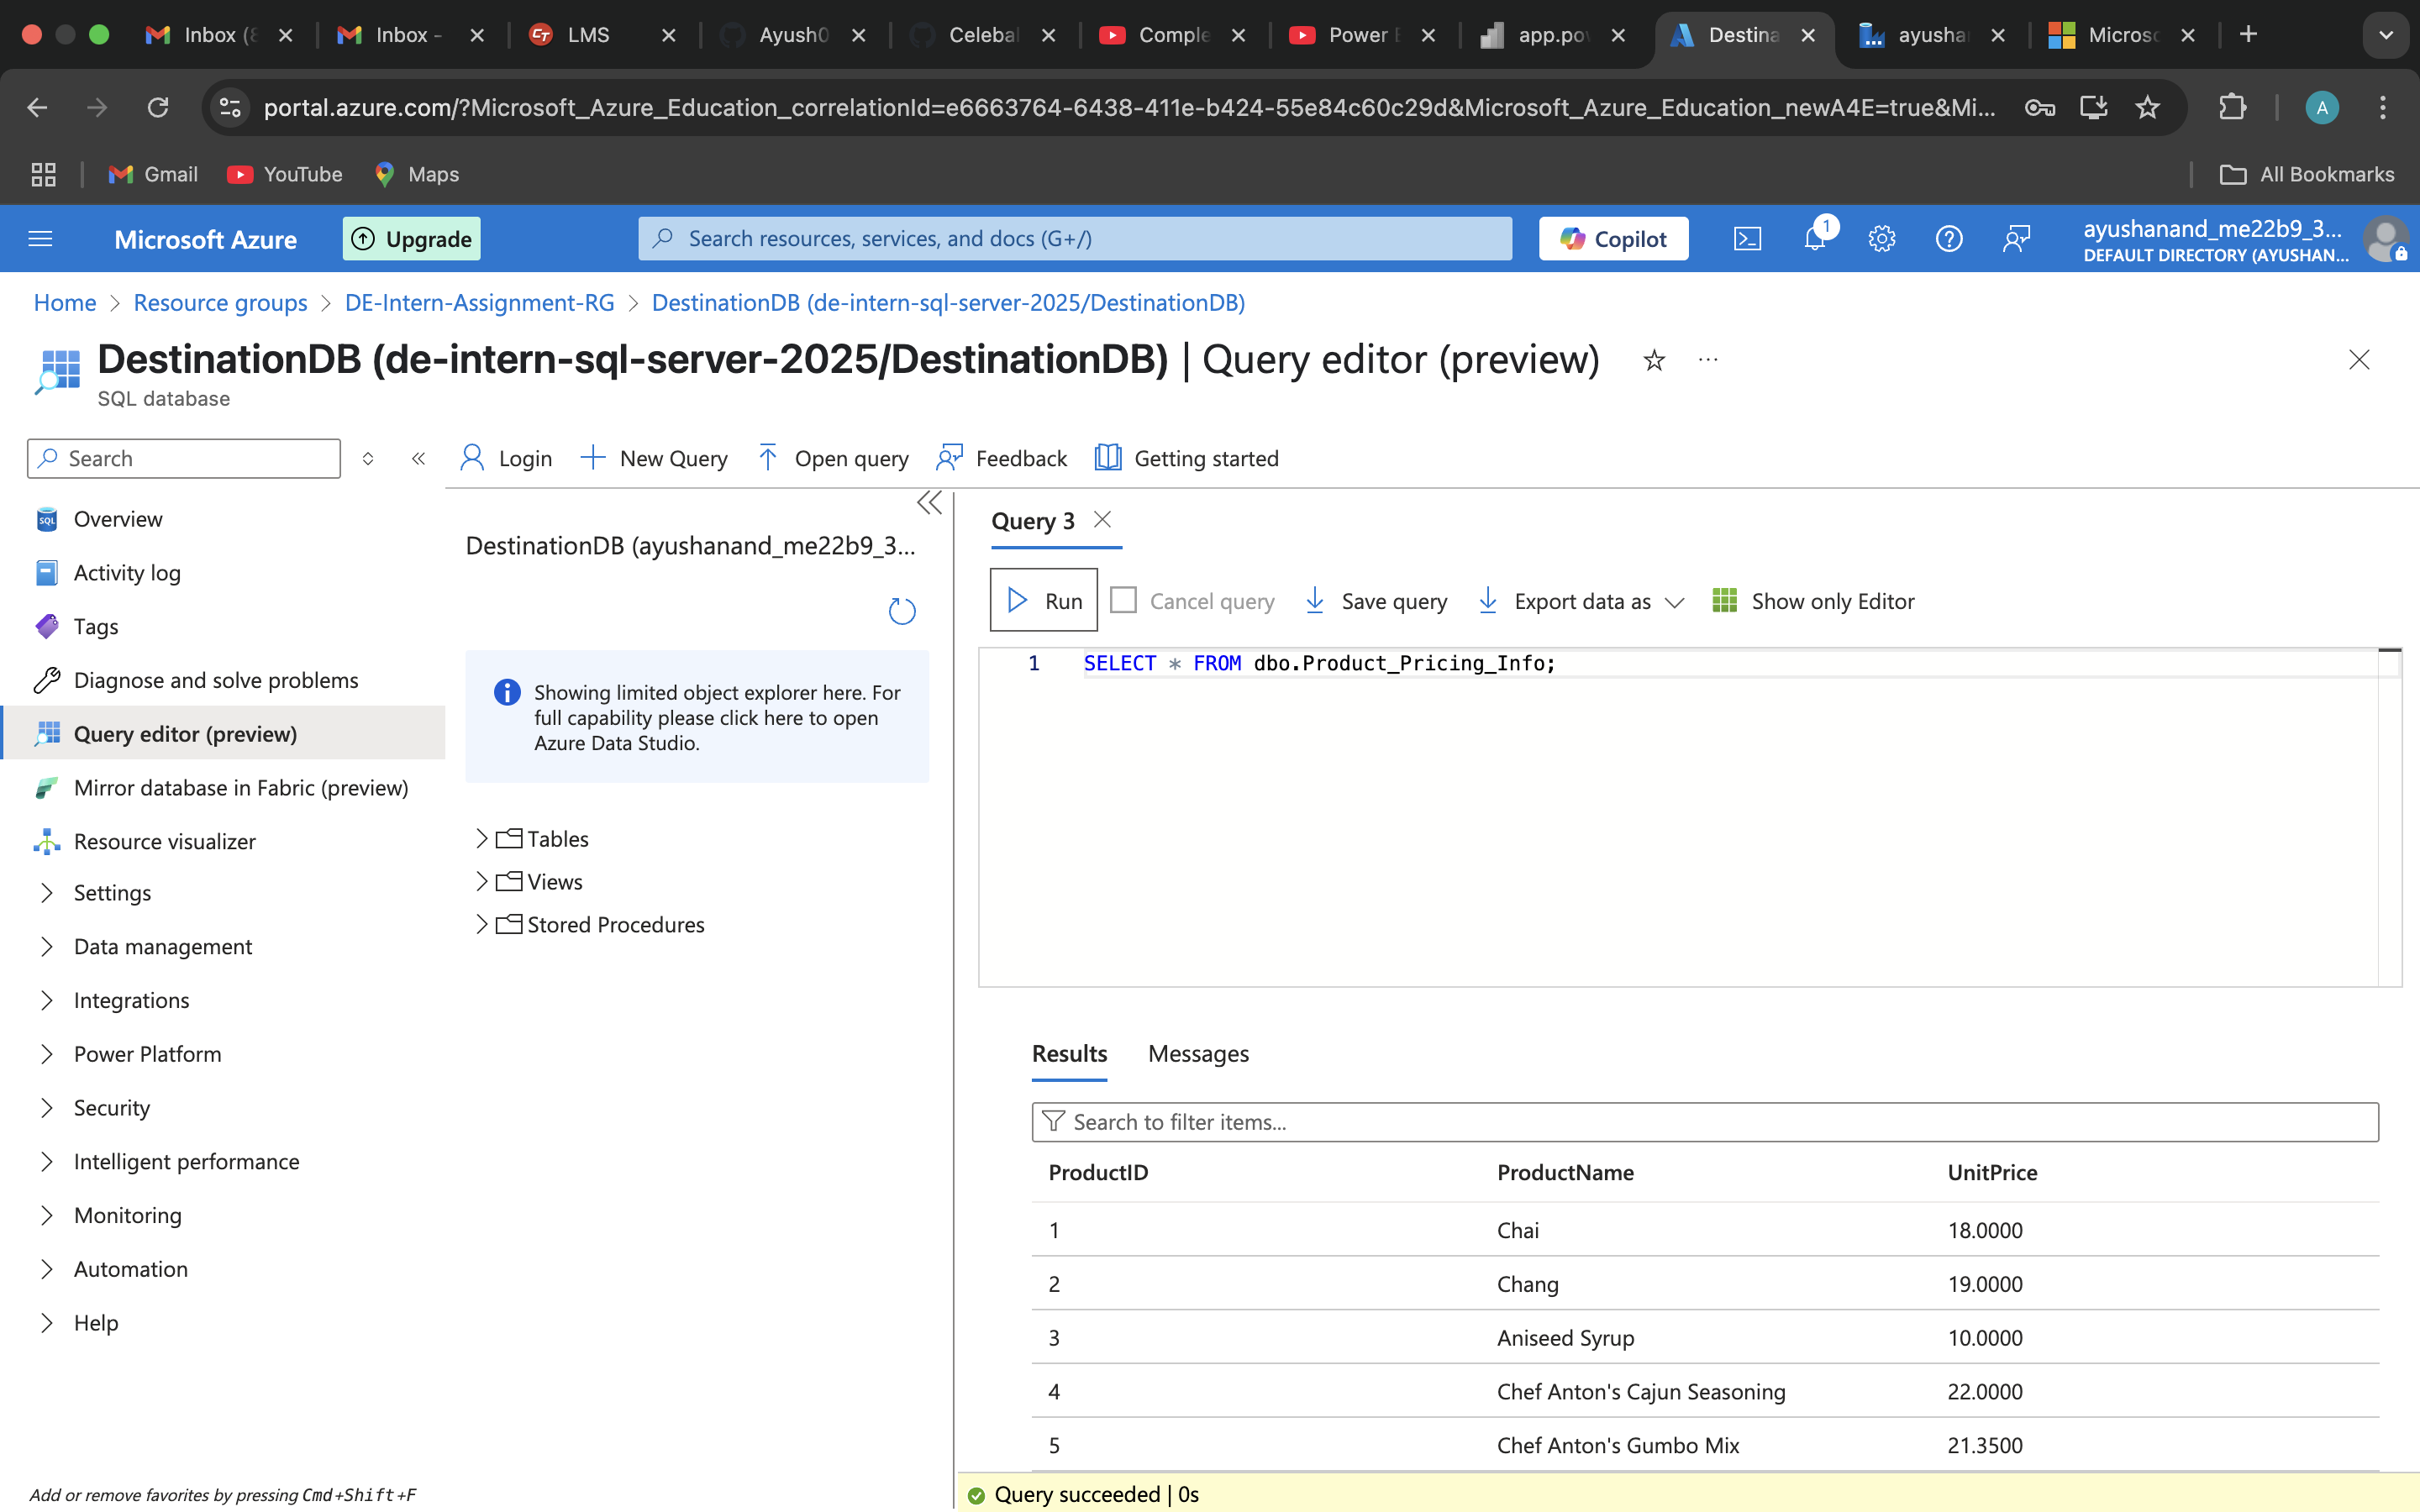 Inbox (8
Inbox -
LMS
Ayush0
Celebal
Comple
Power B
app.pov
Destina
ayushar
Microso
portal.azure.com/?Microsoft_Azure_Education_correlationId=e6663764-6438-411e-b424-55e84c60c29d&Microsoft_Azure_Education_newA4E=true&Mi...
A
Gmail
YouTube
Maps
All Bookmarks
Microsoft Azure
Upgrade
Search resources, services, and docs (G+/)
Copilot
1
ayushanand_me22b9_3...
DEFAULT DIRECTORY (AYUSHAN...
Home > Resource groups > DE-Intern-Assignment-RG > DestinationDB (de-intern-sql-server-2025/DestinationDB)
DestinationDB (de-intern-sql-server-2025/DestinationDB) | Query editor (preview)
SQL database
Search
Overview
Activity log
Tags
Diagnose and solve problems
Query editor (preview)
Mirror database in Fabric (preview)
Resource visualizer
Settings
Data management
Integrations
Power Platform
Security
Intelligent performance
Monitoring
Automation
Help
Add or remove favorites by pressing Cmd+Shift+F
Login
New Query
Open query
Feedback
Getting started
DestinationDB (ayushanand_me22b9_3...
Showing limited object explorer here. For
full capability please click here to open
Azure Data Studio.
Tables
Views
Stored Procedures
Query 3
Run
Cancel query
Save query
Export data as
Show only Editor
1 SELECT * FROM dbo.Product_Pricing_Info;
Results
Messages
Search to filter items...
ProductID ProductName UnitPrice
1 Chai 18.0000
2 Chang 19.0000
3 Aniseed Syrup 10.0000
4 Chef Anton's Cajun Seasoning 22.0000
5 Chef Anton's Gumbo Mix 21.3500
Query succeeded | 0s